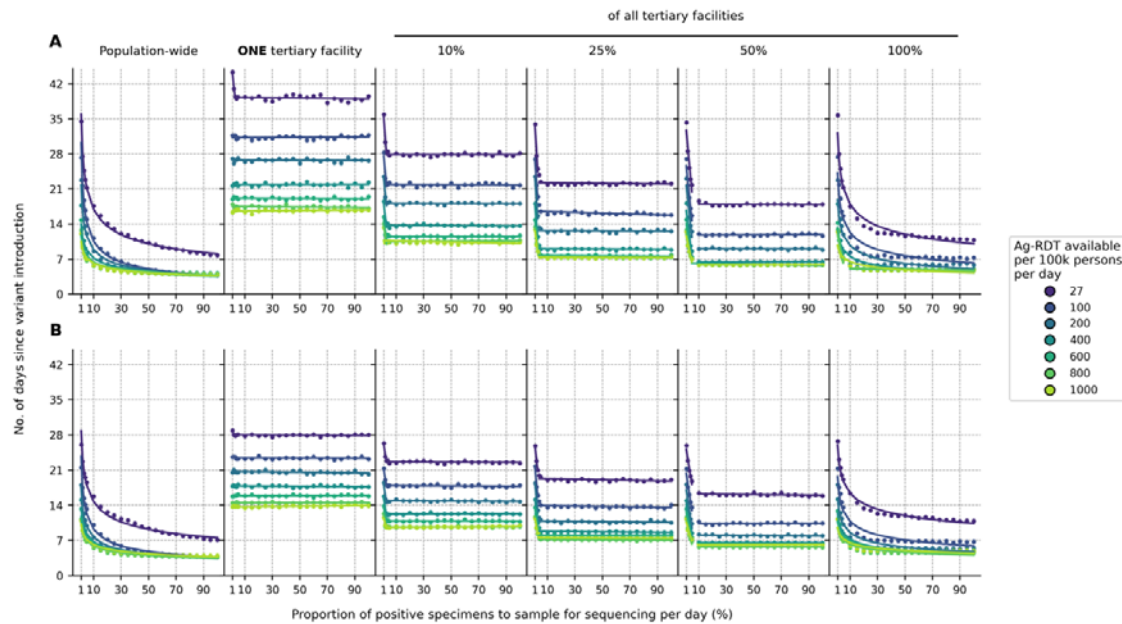 of all tertiary facilities
A
Population-wide
ONE tertiary facility
10%
25%
50%
100%
42
35
28
21
14
7
0
1 10 30 50 70 90 1 10 30 50 70 90 1 10 30 50 70 90 1 10 30 50 70 90 1 10 30 50 70 90 1 10 30 50 70 90
B
42
35
28
21
14
7
0
1 10 30 50 70 90 1 10 30 50 70 90 1 10 30 50 70 90 1 10 30 50 70 90 1 10 30 50 70 90 1 10 30 50 70 90
No. of days since variant introduction
Proportion of positive specimens to sample for sequencing per day (%)
Ag-RDT available
per 100k persons
per day
27
100
200
400
600
800
1000